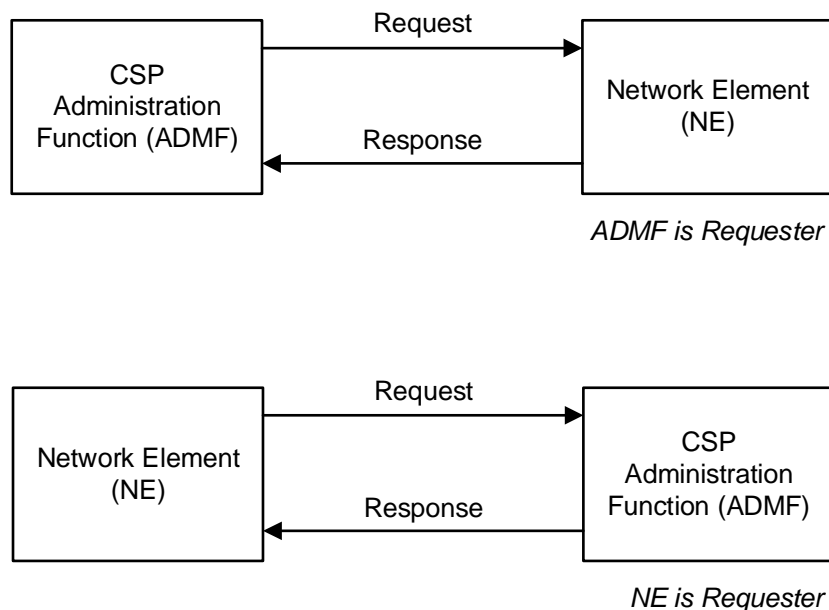 Request
CSP
Administration
Function (ADMF)
Network Element
(NE)
Response
ADMF is Requester
Request
Network Element
(NE)
CSP
Administration
Function (ADMF)
Response
NE is Requester